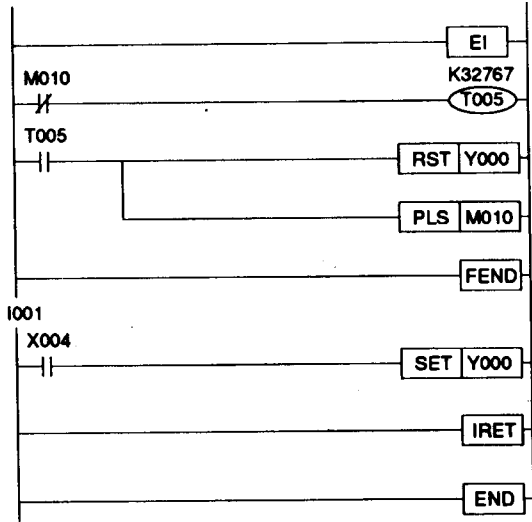 EI
M010
K32767
T005
T005
RST Y000
PLS M010
FEND
I001
X004
SET Y000
IRET
END